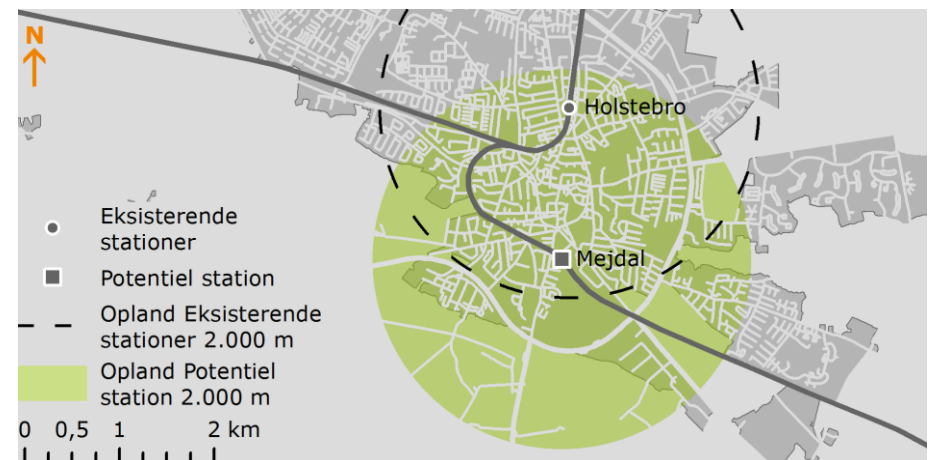 N
Holstebro
Mejdal
Eksisterende
stationer
Potentiel station
Opland Eksisterende
stationer 2.000 m
Opland Potentiel
station 2.000 m
0 0,5 1 2 km